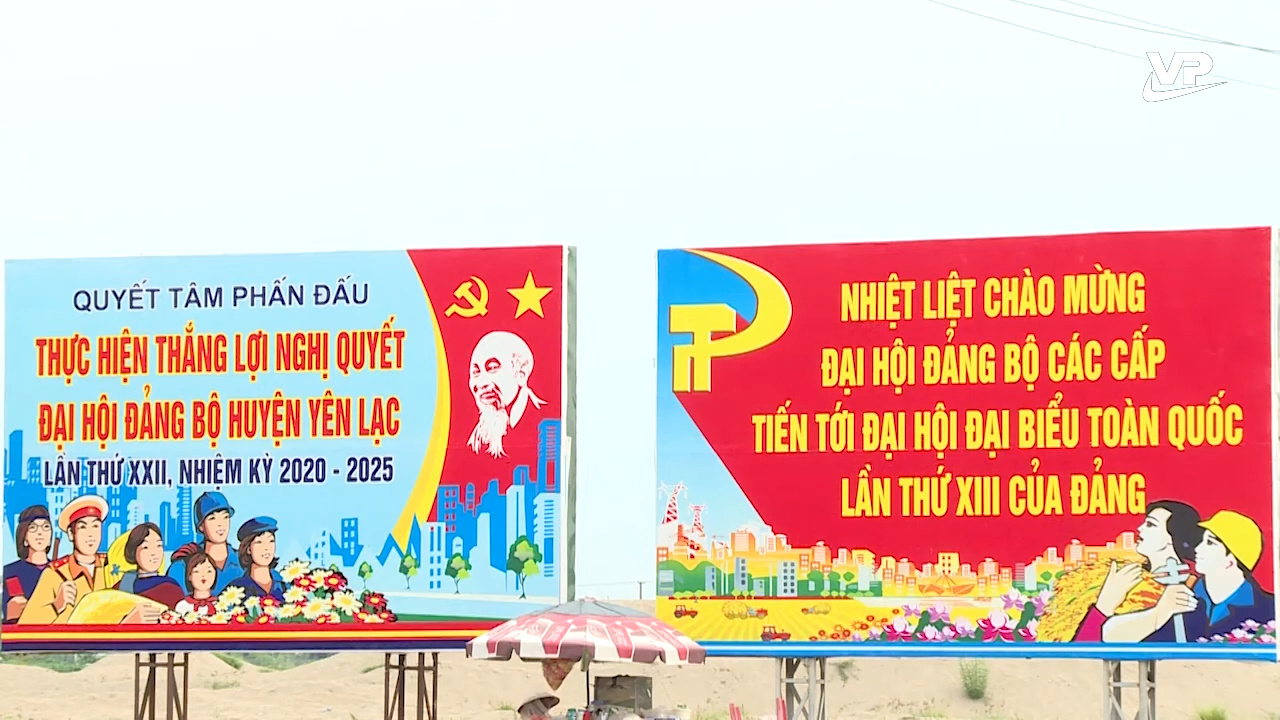 VP
QUYẾT TÂM PHẤN ĐẤU
THỰC HIỆN THẮNG LỢI NGHỊ QUYẾT
ĐẠI HỘI ĐẢNG BỘ HUYỆN YÊN LẠC
LẦN THỨ XXII, NHIỆM KỲ 2020 - 2025
NHIỆT LIỆT CHÀO MỪNG
ĐẠI HỘI ĐẢNG BỘ CÁC CẤP
TIẾN TỚI ĐẠI HỘI ĐẠI BIỂU TOÀN QUỐC
LẦN THỨ XIII CỦA ĐẢNG